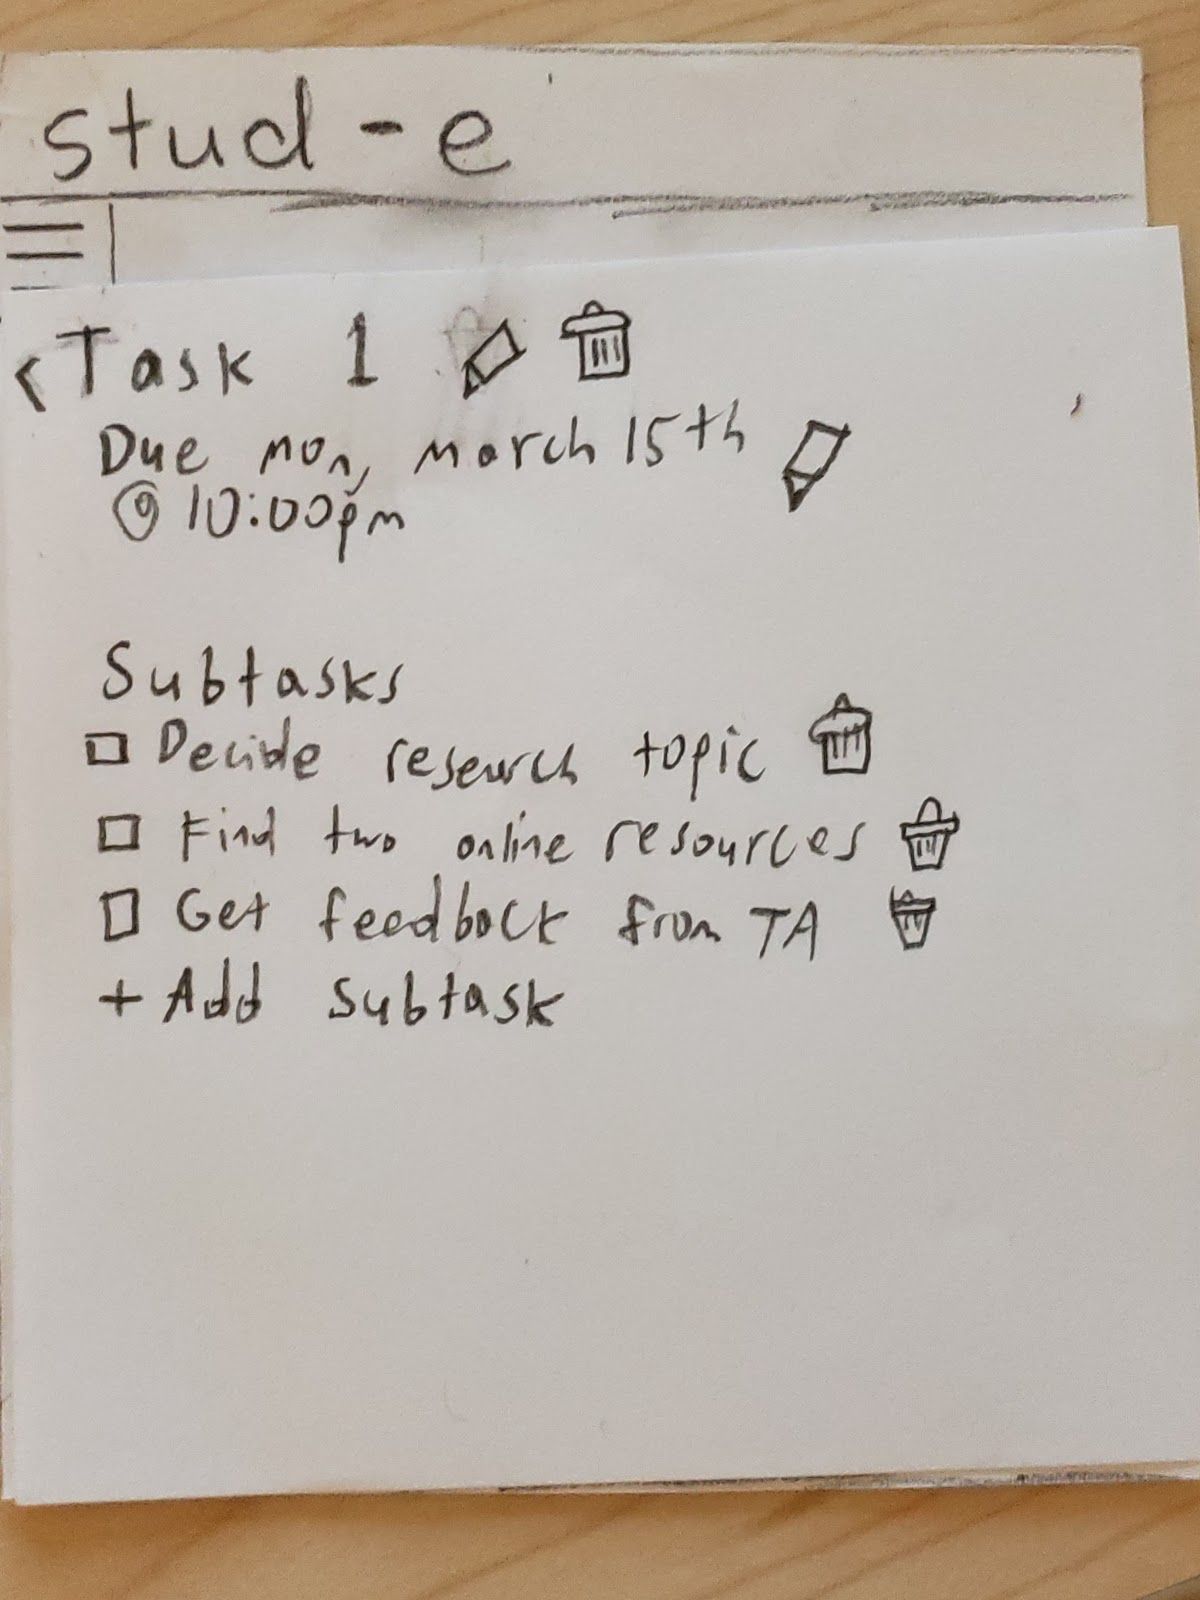 stud-e
< Task 1
Due mon, march 15th
@ 10:00pm
Subtasks
Decide research topic
Find two online resources
Get feedback from TA
+ Add subtask